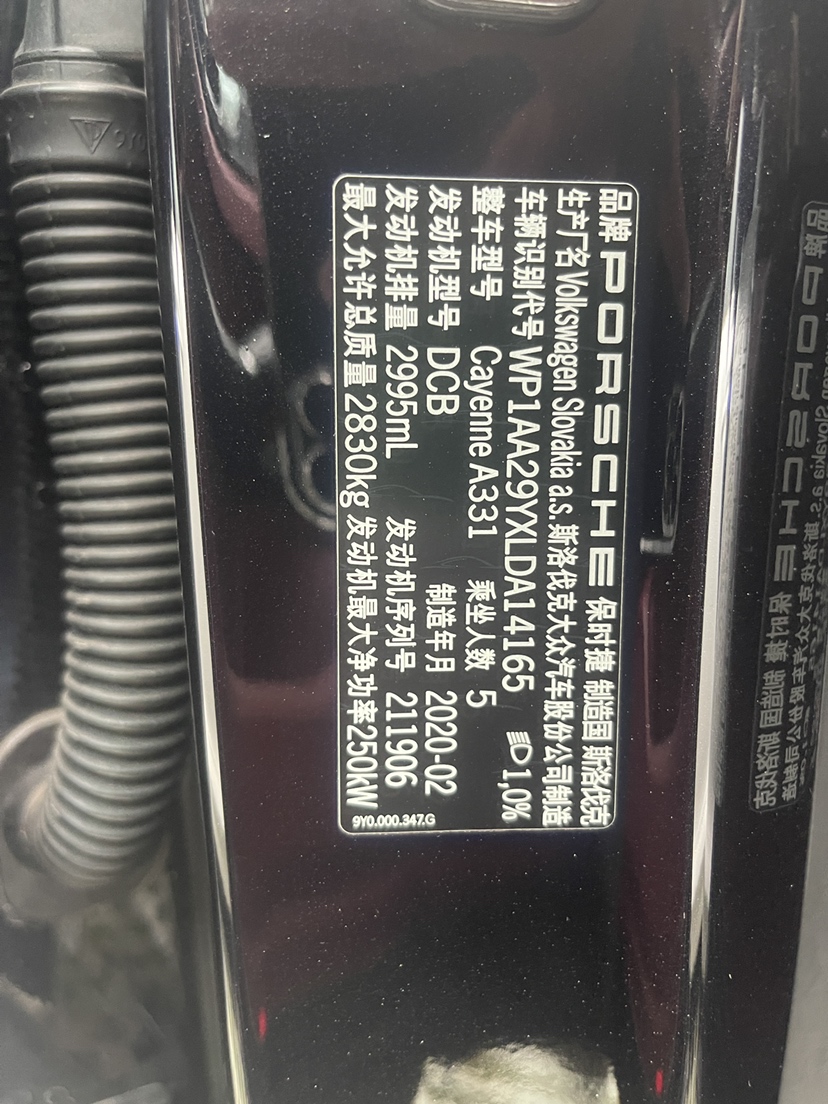 品牌 PORSCHE 保时捷 制造国 斯洛伐克
生产厂名 Volkswagen Slovakia a.s. 斯洛伐克大众汽车股份公司制造
车辆识别代号 WP1AA29YXLDA14165 1,0%
整车型号 Cayenne A331 乘坐人数 5
发动机型号 DCB 制造年月 2020-02
发动机排量 2995mL 发动机序列号 211906
最大允许总质量 2830kg 发动机最大净功率250kW
9Y0.000.347.G